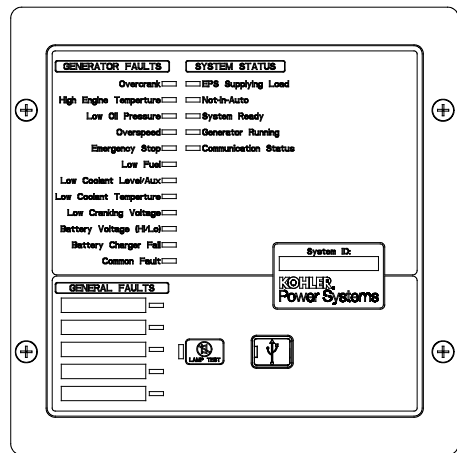 GENERATOR FAULTS
Overcrank
High Engine Temperture
Low Oil Pressure
Overspeed
Emergency Stop
Low Fuel
Low Coolant Level/Aux
Low Coolant Temperture
Low Cranking Voltage
Battery Voltage (Hi/Lo)
Battery Charger Fail
Common Fault
SYSTEM STATUS
EPS Supplying Load
Not-In-Auto
System Ready
Generator Running
Communication Status
System ID:
KOHLER
Power Systems
GENERAL FAULTS
LAMP TEST